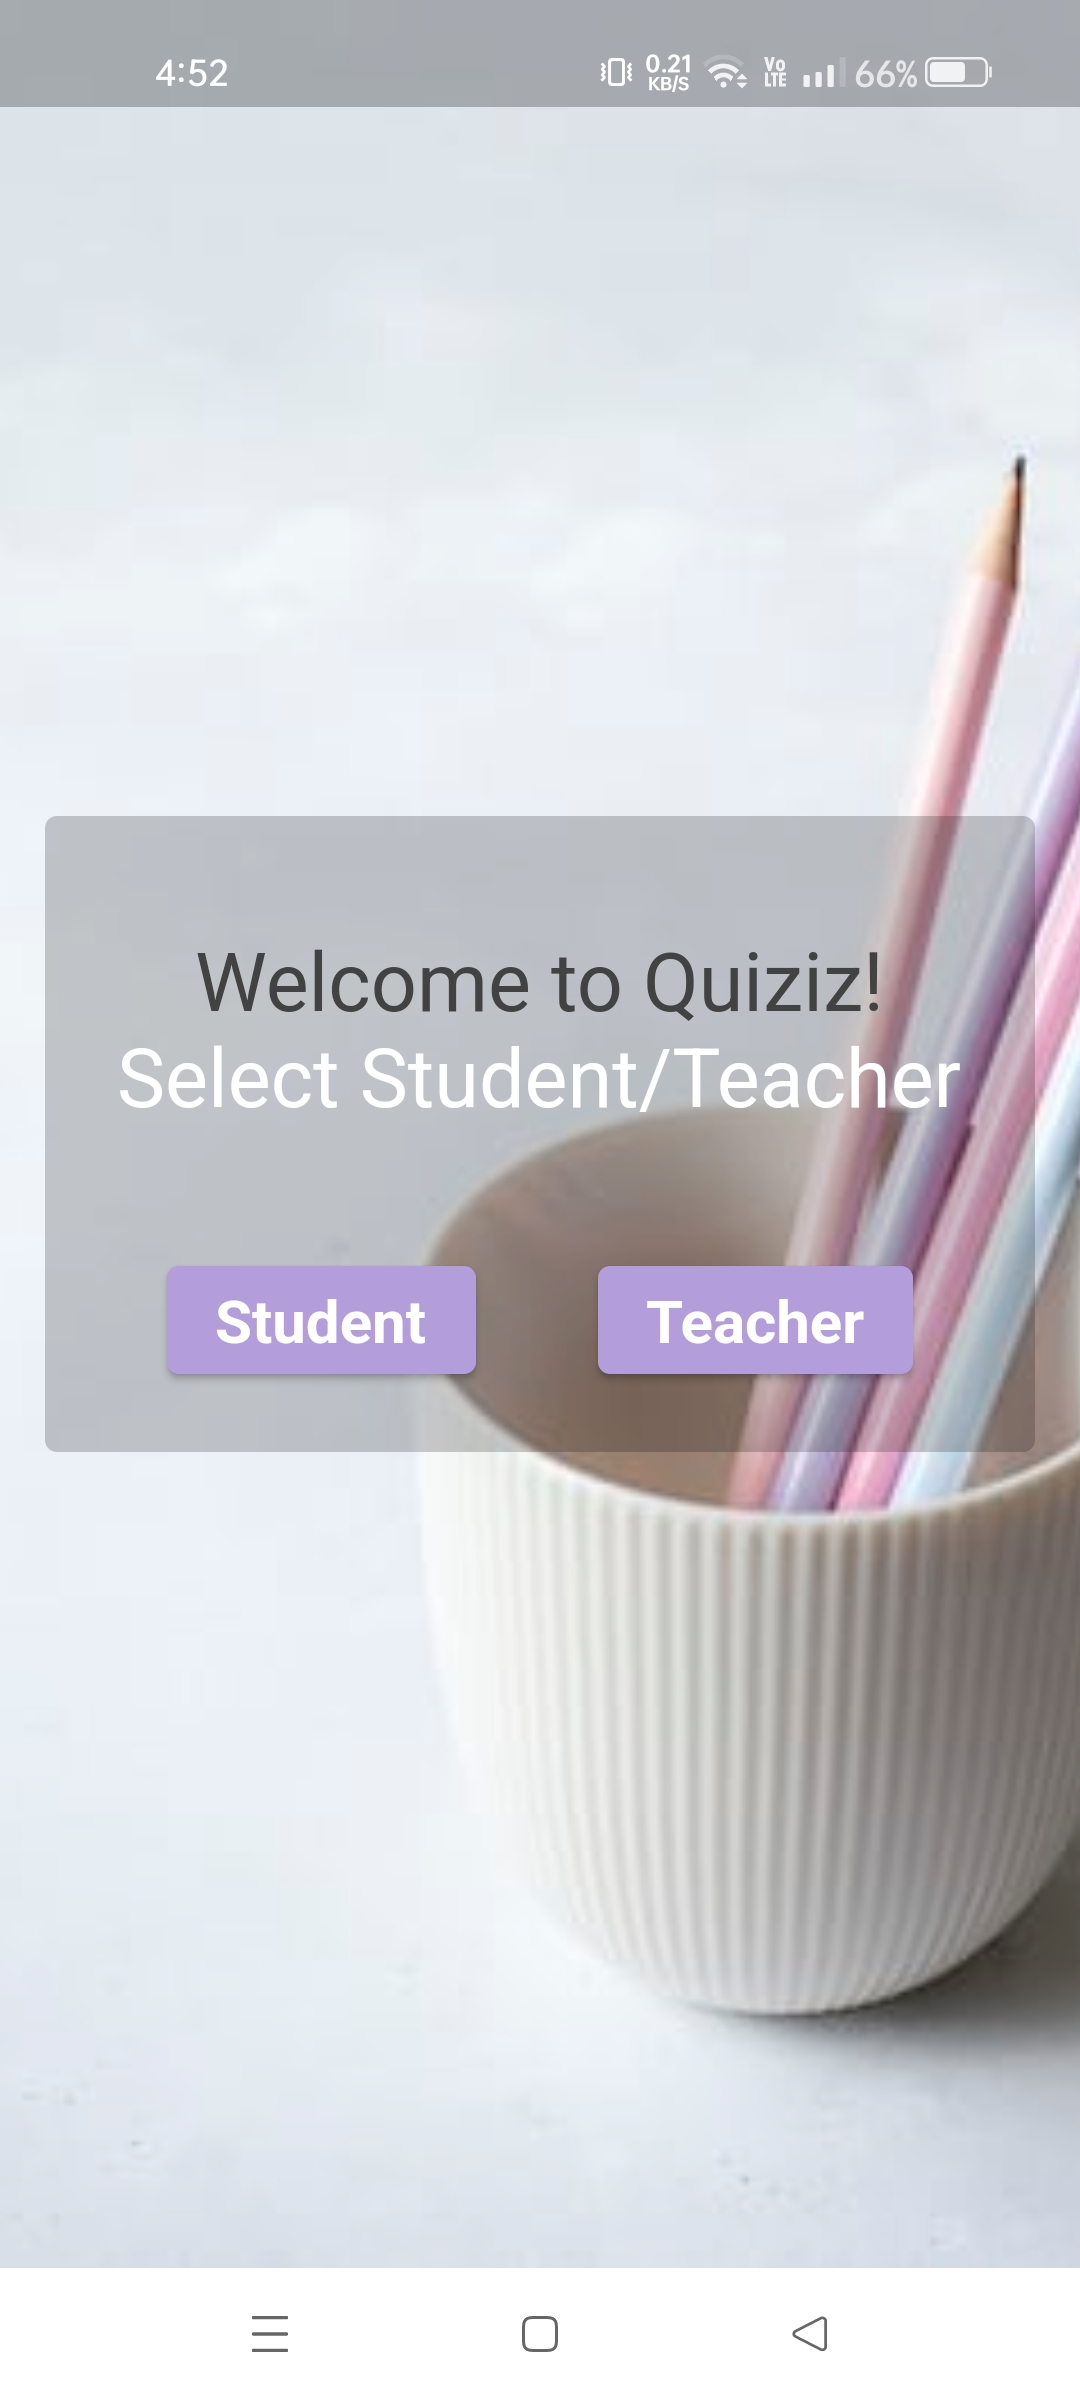 4:52 0.21 KB/S Vo LTE 66%
Welcome to Quiziz!
Select Student/Teacher
Student Teacher